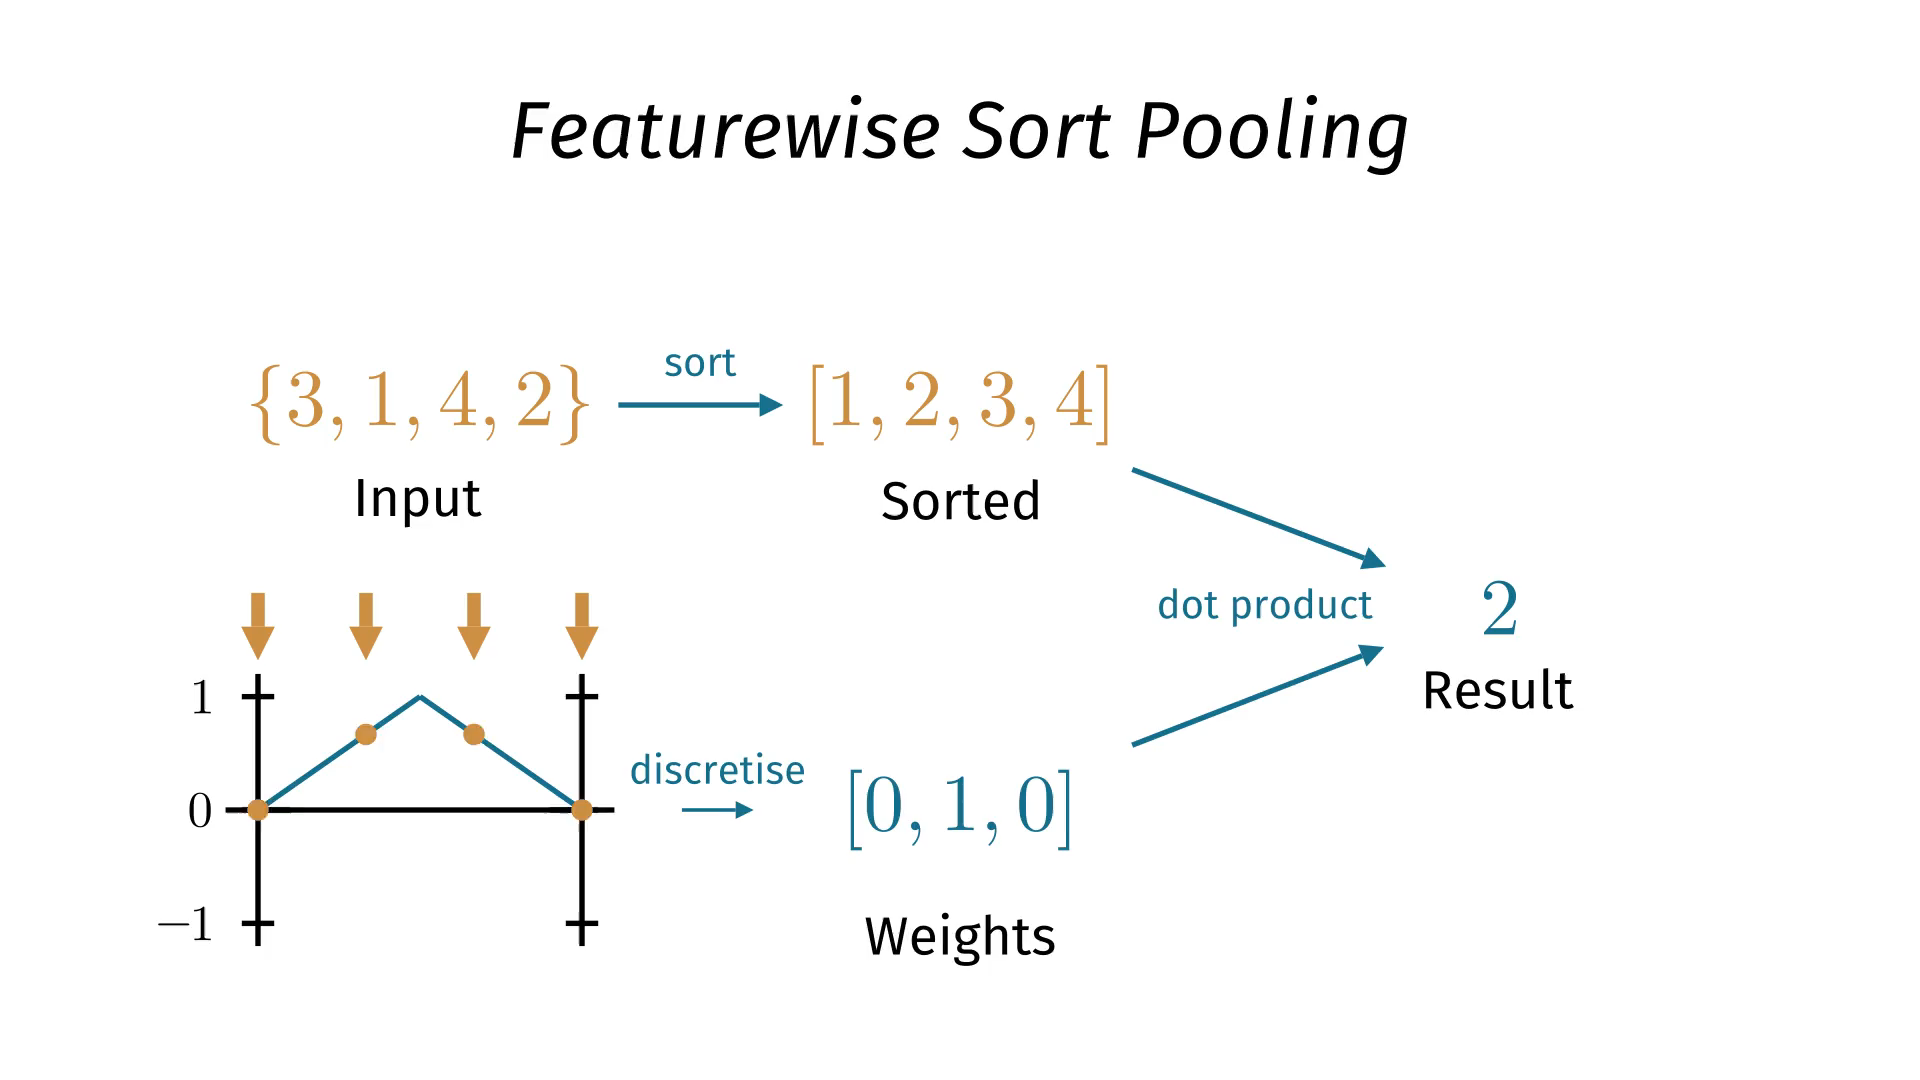 Featurewise Sort Pooling
{3, 1, 4, 2}
sort
[1, 2, 3, 4]
Input
Sorted
dot product
2
Result
1
0
−1
discretise
[0, 1, 0]
Weights